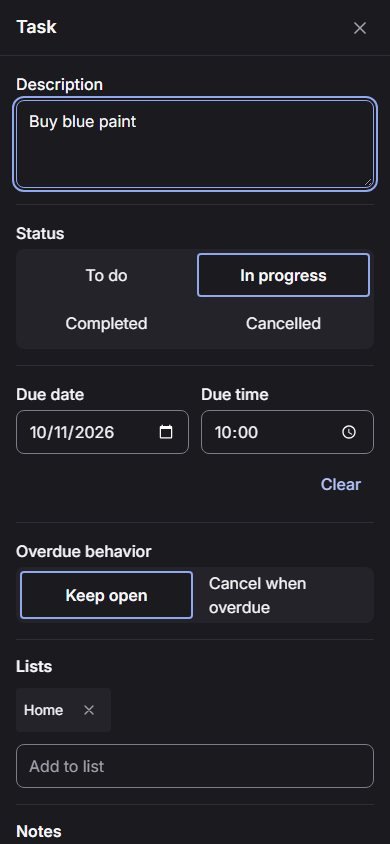 Task
Description
Buy blue paint
Status
To do
In progress
Completed
Cancelled
Due date
Due time
10/11/2026
10:00
Clear
Overdue behavior
Keep open
Cancel when
overdue
Lists
Home
Add to list
Notes